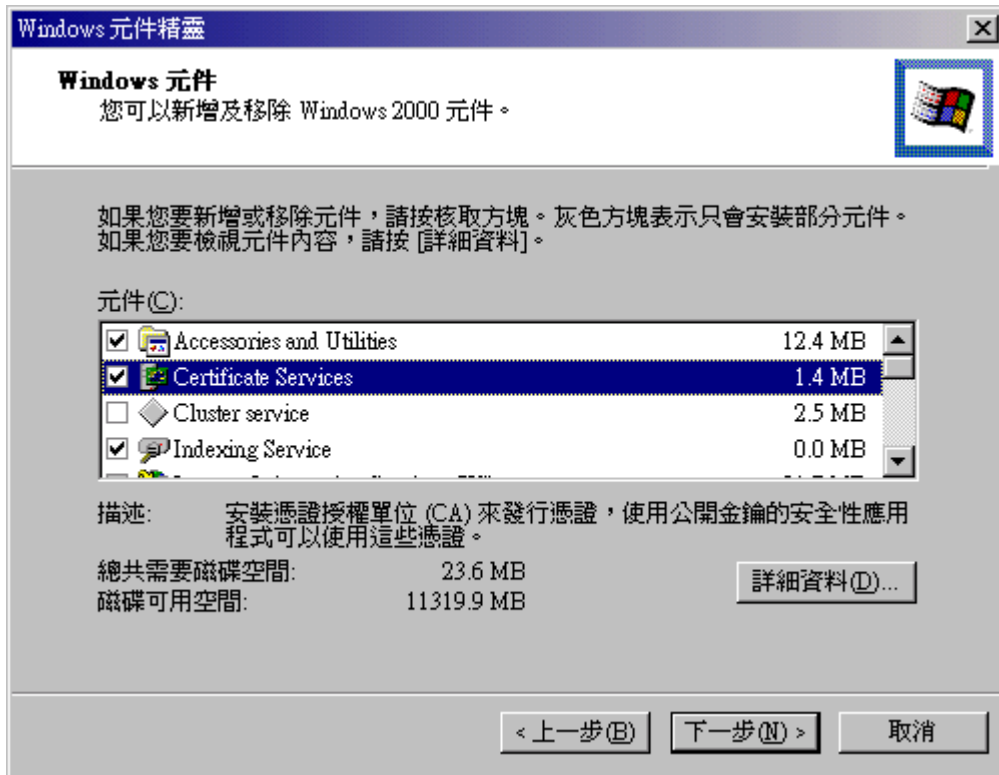 Windows 元件精靈
Windows 元件
您可以新增及移除 Windows 2000 元件。
如果您要新增或移除元件，請按核取方塊。灰色方塊表示只會安裝部分元件。
如果您要檢視元件內容，請按 [詳細資料]。
元件(C):
Accessories and Utilities 12.4 MB
Certificate Services 1.4 MB
Cluster service 2.5 MB
Indexing Service 0.0 MB
描述: 安裝憑證授權單位 (CA) 來發行憑證，使用公開金鑰的安全性應用
程式可以使用這些憑證。
總共需要磁碟空間: 23.6 MB
磁碟可用空間: 11319.9 MB
詳細資料(D)...
< 上一步(B) 下一步(N) > 取消